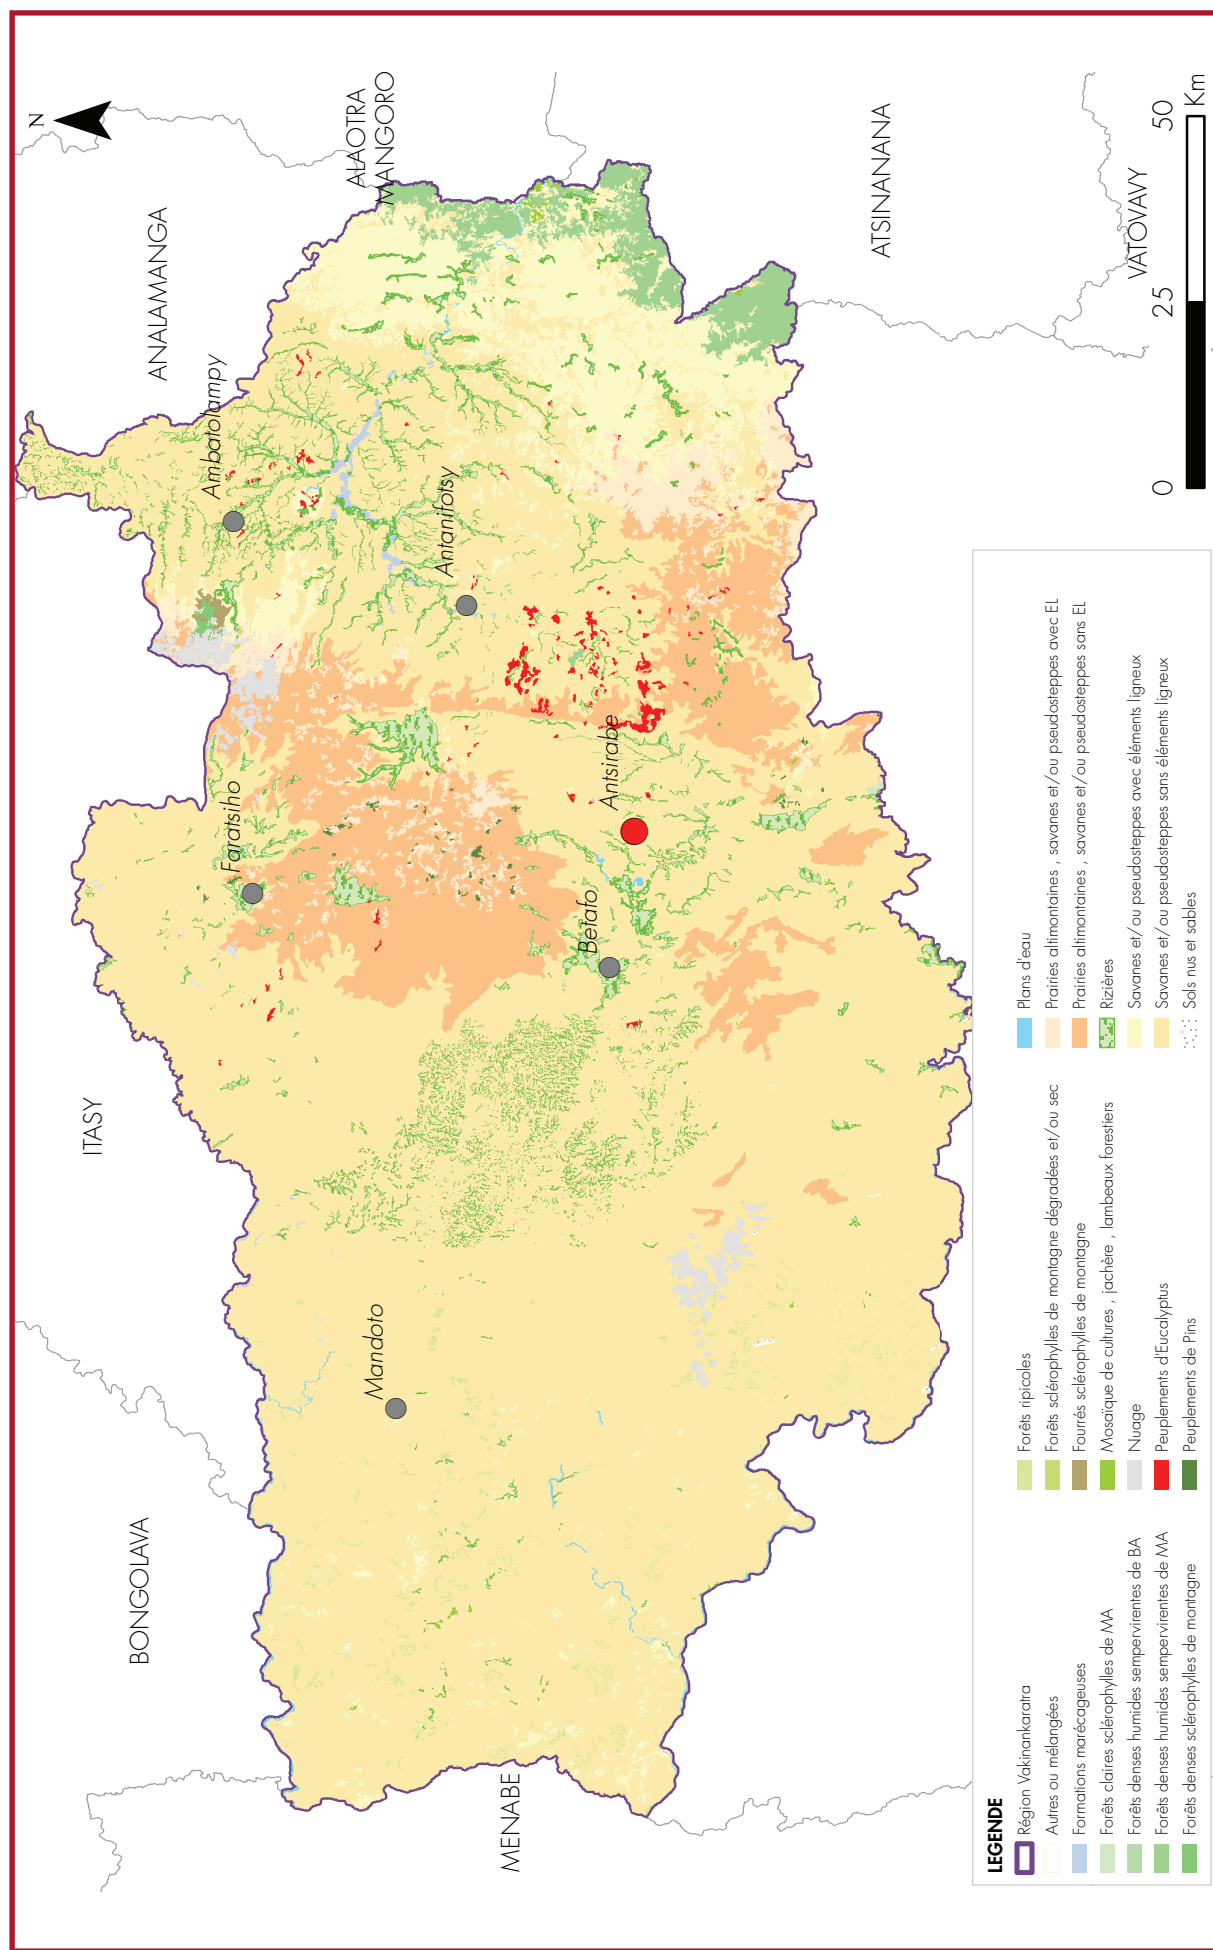 N
ANALAMANGA
ALAOTRA
MANGORO
ITASY
BONGOLAVA
MENABE
ATSINANANA
VATOVAVY
Ambatolampy
Antanifotsy
Faratsiho
Antsirabe
Betafo
Mandoto
0
25
50
Km
LEGENDE
Région Vakinankaratra
Autres ou mélangées
Formations marécageuses
Forêts claires sclérophylles de MA
Forêts denses humides sempervirentes de BA
Forêts denses humides sempervirentes de MA
Forêts denses sclérophylles de montagne
Forêts ripicoles
Forêts sclérophylles de montagne dégradées et/ou sec
Fourrés sclérophylles de montagne
Mosaïque de cultures , jachère , lambeaux forestiers
Nuage
Peuplements d'Eucalyptus
Peuplements de Pins
Plans d'eau
Prairies altimontaines , savanes et/ou pseudosteppes avec EL
Prairies altimontaines , savanes et/ou pseudosteppes sans EL
Rizières
Savanes et/ou pseudosteppes avec éléments ligneux
Savanes et/ou pseudosteppes sans éléments ligneux
Sols nus et sables